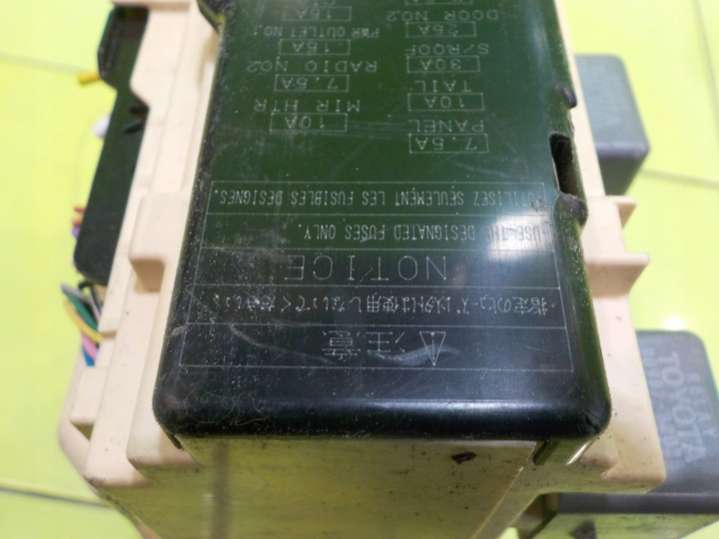 ⚠注意
・指定のヒューズ以外は使用しないでください。
NOTICE
USE THE DESIGNATED FUSES ONLY.
UTILISEZ SEULEMENT LES FUSIBLES DESIGNES.
7.5A
PANEL
10A
MIR HTR
10A
TAIL
7.5A
RADIO NO.2
30A
S/ROOF
15A
PWR OUTLET NO.1
25A
DOOR NO.2
15A
TOYOTA